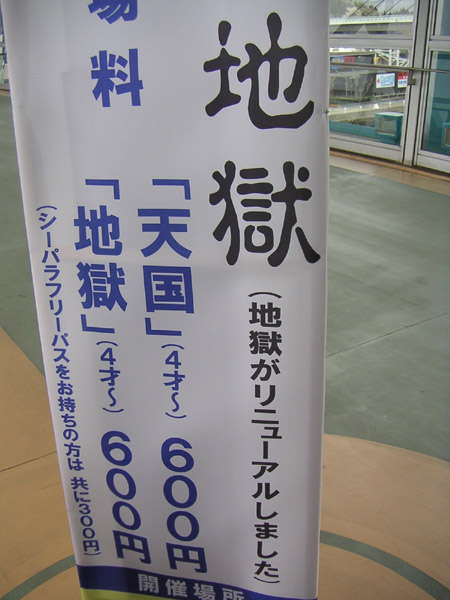 地獄
(地獄がリニューアルしました)
場料
「天国」(4才〜) 600円
「地獄」(4才〜) 600円
(シーパラフリーパスをお持ちの方は 共に300円)
開催場所